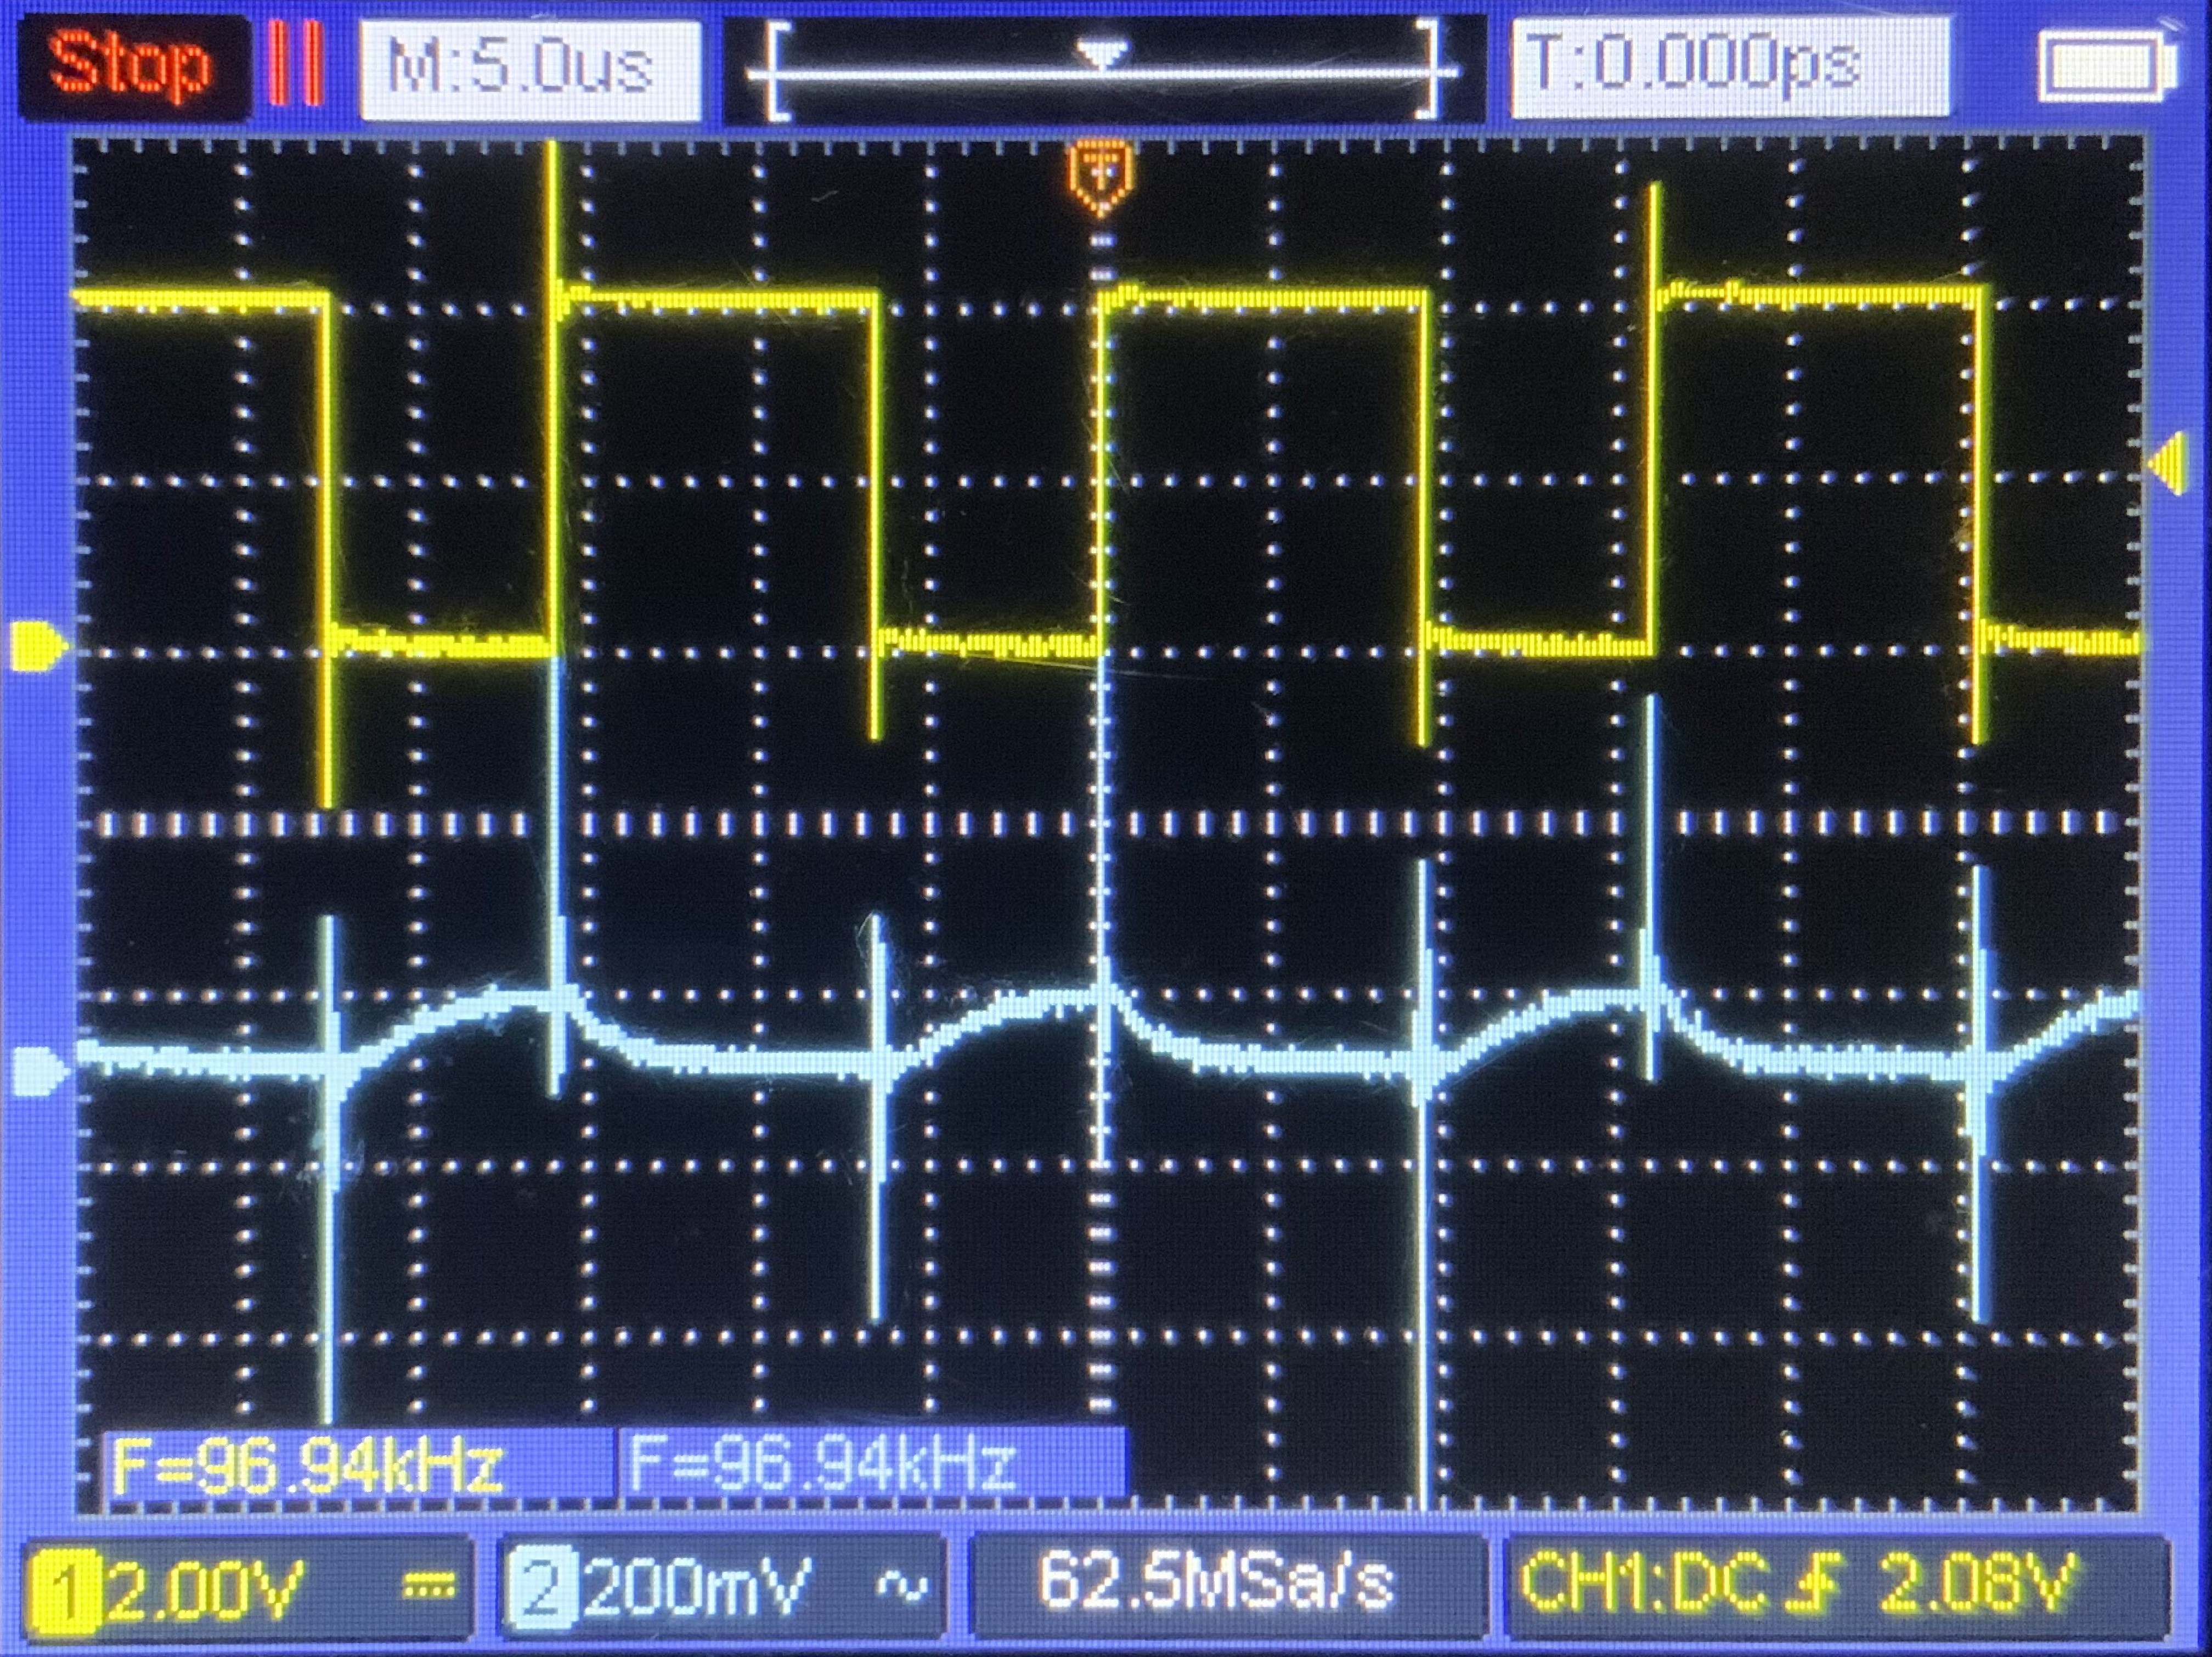 Stop M:5.0us T:0.000ps
T
F=96.94kHz F=96.94kHz
1 2.00V 2 200mV 62.5MSa/s CH1:DC 2.08V